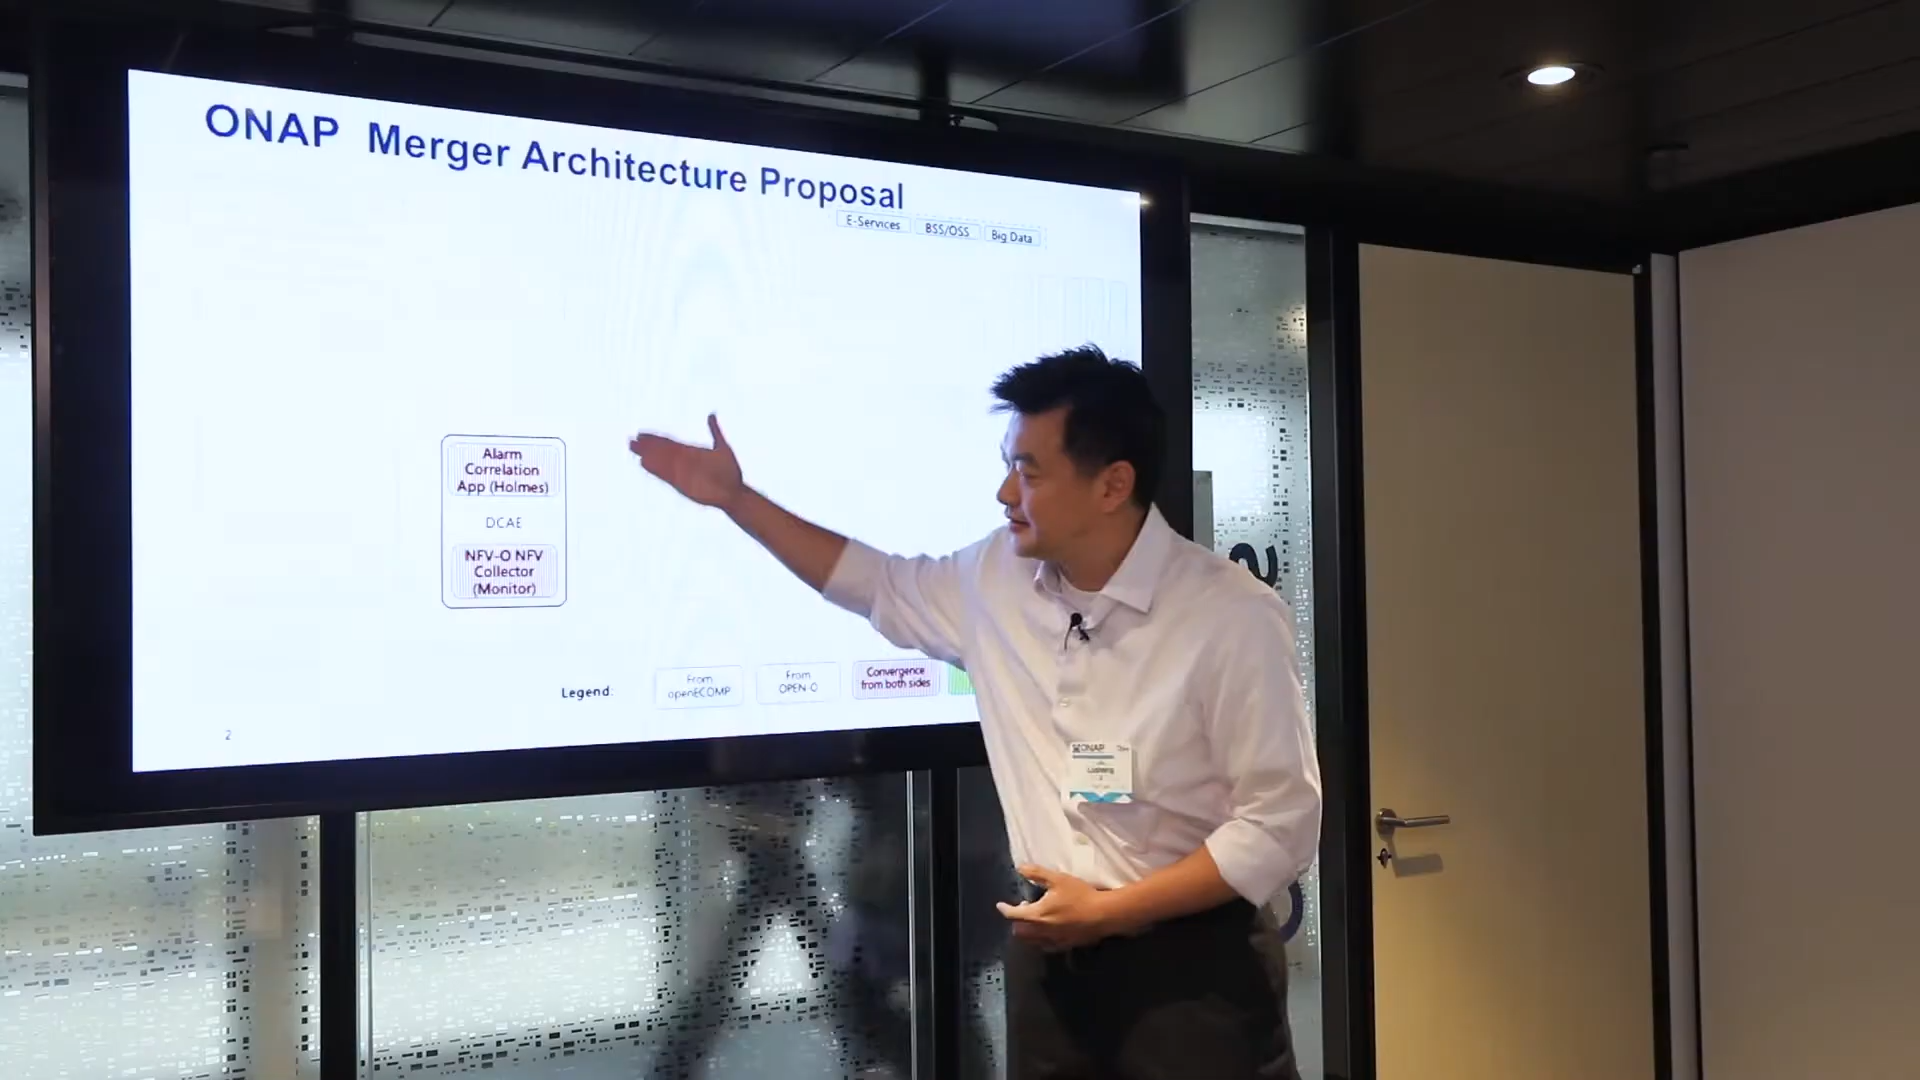 ONAP Merger Architecture Proposal
E-Services
BSS/OSS
Big Data
Alarm
Correlation
App (Holmes)
DCAE
NFV-O NFV
Collector
(Monitor)
Legend:
From
openECOMP
From
OPEN-O
Convergence
from both sides
2
ONAP
Lusheng